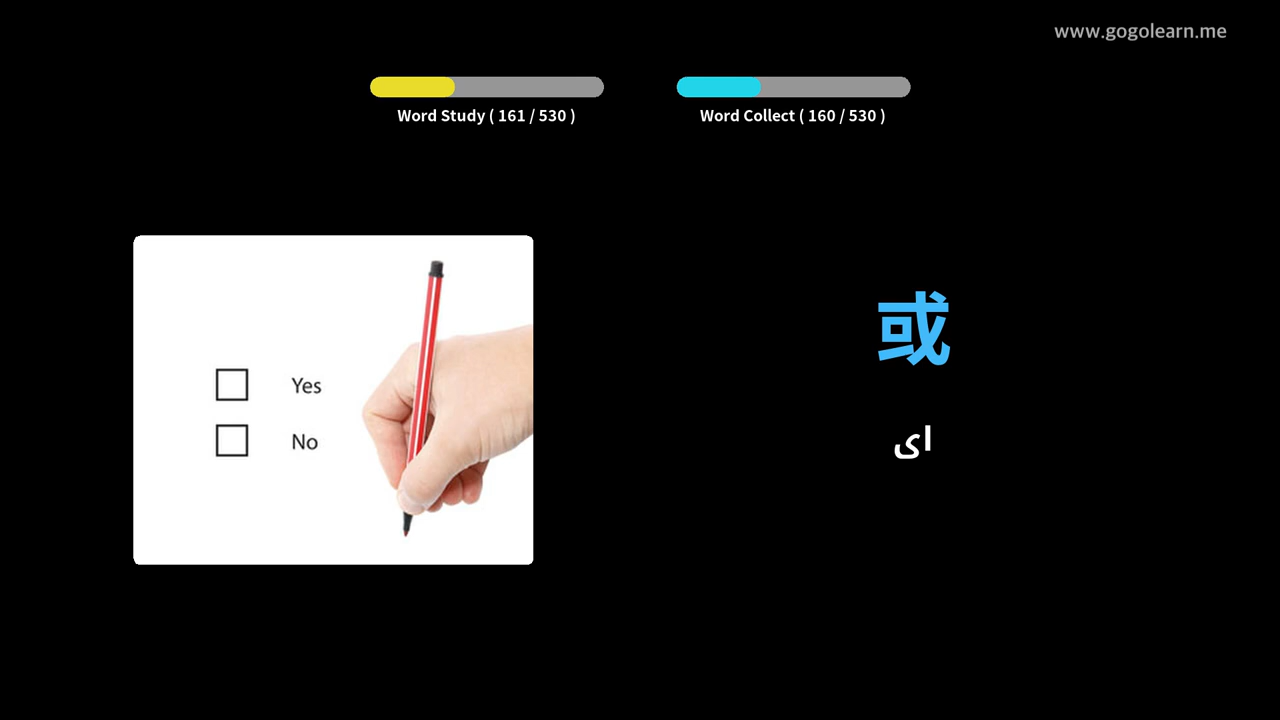 www.gogolearn.me
Word Study ( 161 / 530 )
Word Collect ( 160 / 530 )
Yes
No
或
ای